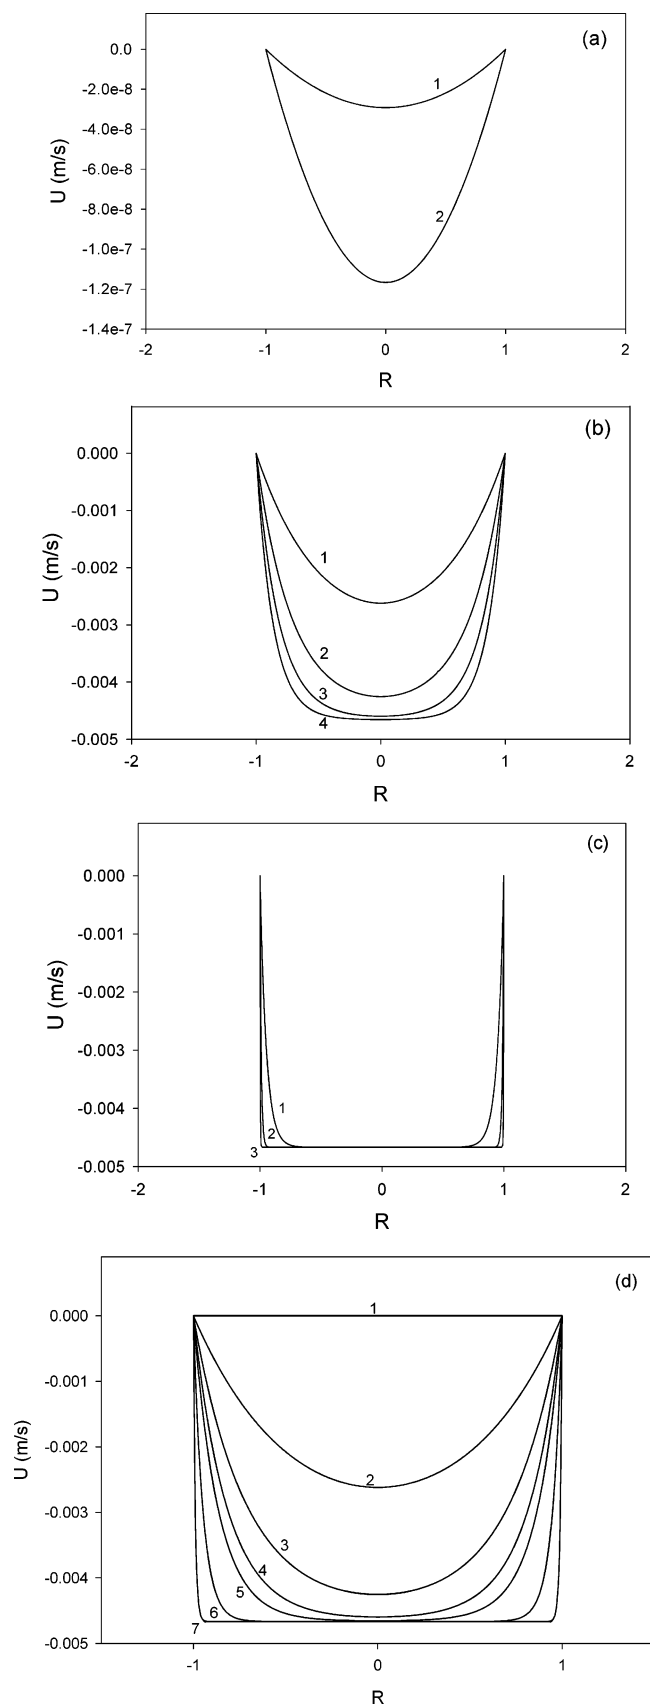 (a)
0.0
-2.0e-8
-4.0e-8
-6.0e-8
-8.0e-8
-1.0e-7
-1.2e-7
-1.4e-7
U (m/s)
1
2
-2 -1 0 1 2
R
(b)
0.000
-0.001
-0.002
-0.003
-0.004
-0.005
U (m/s)
1
2
3
4
-2 -1 0 1 2
R
(c)
0.000
-0.001
-0.002
-0.003
-0.004
-0.005
U (m/s)
1
2
3
-2 -1 0 1 2
R
(d)
0.000
-0.001
-0.002
-0.003
-0.004
-0.005
U (m/s)
1
2
3
4
5
6
7
-1 0 1
R